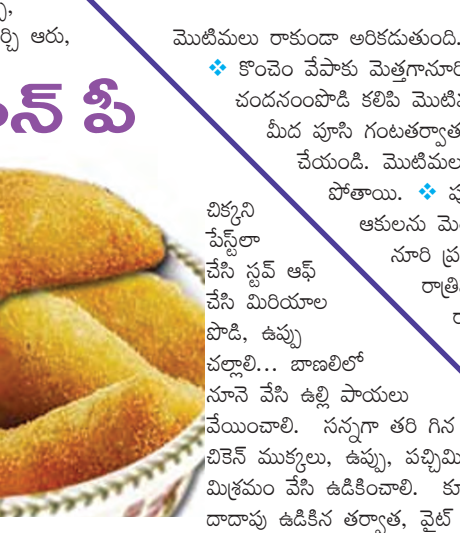 ర్చి ఆరు,
న్ పీ
మొటిమలు రాకుండా అరికడుతుంది.
❖ కొంచెం వేపాకు మెత్తగానూరి
చందనంపొడి కలిపి
మీద పూసి గంటతర్వాత
చేయండి. మొటిమల
పోతాయి. ❖
ఆకులను
నూరి
చిక్కని
పేస్ట్‌లా
చేసి స్టవ్ ఆఫ్
చేసి మిరియాల
పొడి, ఉప్పు
చల్లాలి... బాణలిలో
నూనె వేసి ఉల్లి పాయలు
వేయించాలి. సన్నగా తరి గిన
చికెన్ ముక్కలు, ఉప్పు, పచ్చిమి
మిశ్రమం వేసి ఉడికించాలి. కూ
దాదాపు ఉడికిన తర్వాత, వైట్